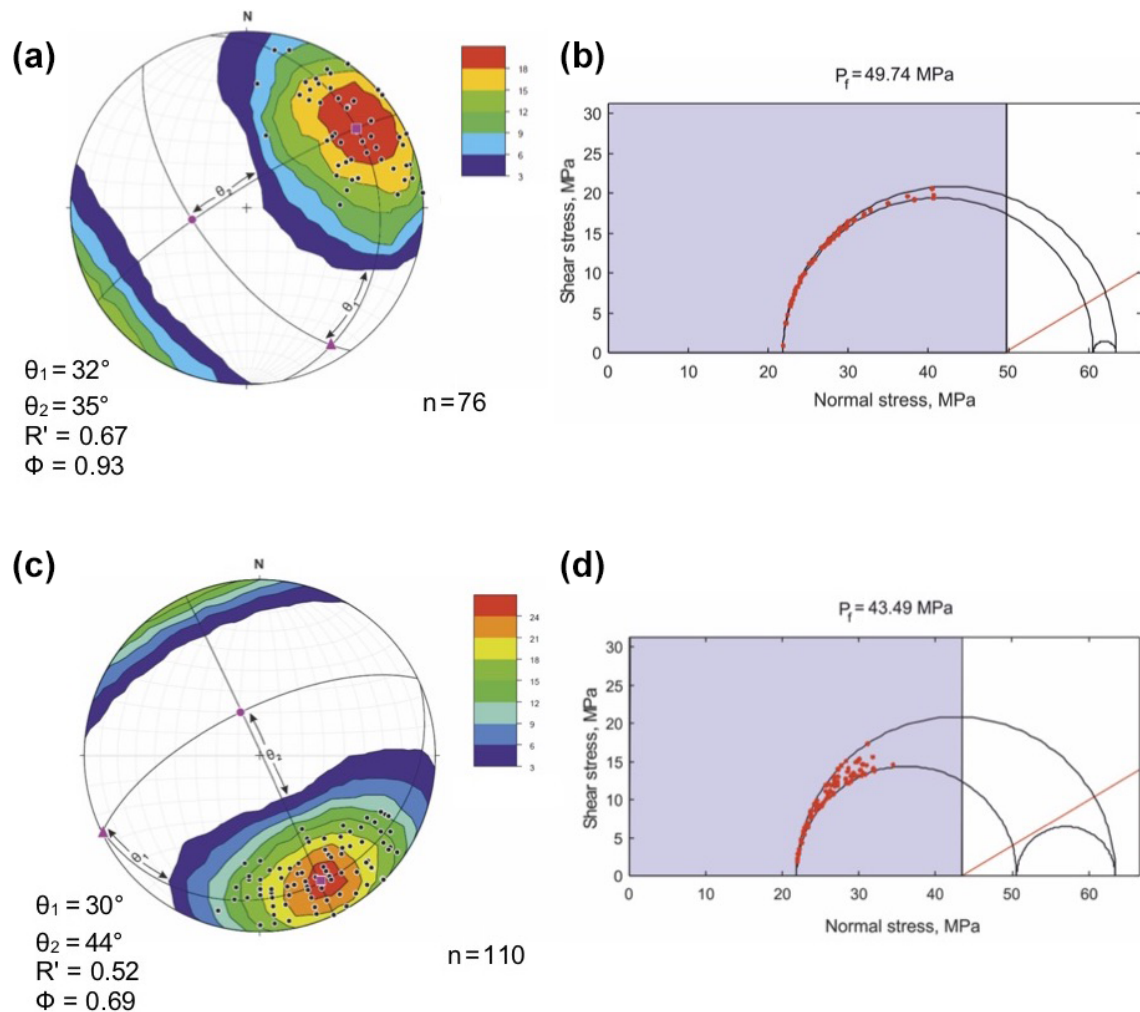 (a)
N
18
15
12
9
6
3
θ2
θ1
θ1 = 32°
θ2 = 35°
R' = 0.67
Φ = 0.93
n=76
(b)
Pf = 49.74 MPa
Shear stress, MPa
30
25
20
15
10
5
0
0 10 20 30 40 50 60
Normal stress, MPa
(c)
N
24
21
18
15
12
9
6
3
θ2
θ1
θ1 = 30°
θ2 = 44°
R' = 0.52
Φ = 0.69
n=110
(d)
Pf = 43.49 MPa
Shear stress, MPa
30
25
20
15
10
5
0
0 10 20 30 40 50 60
Normal stress, MPa